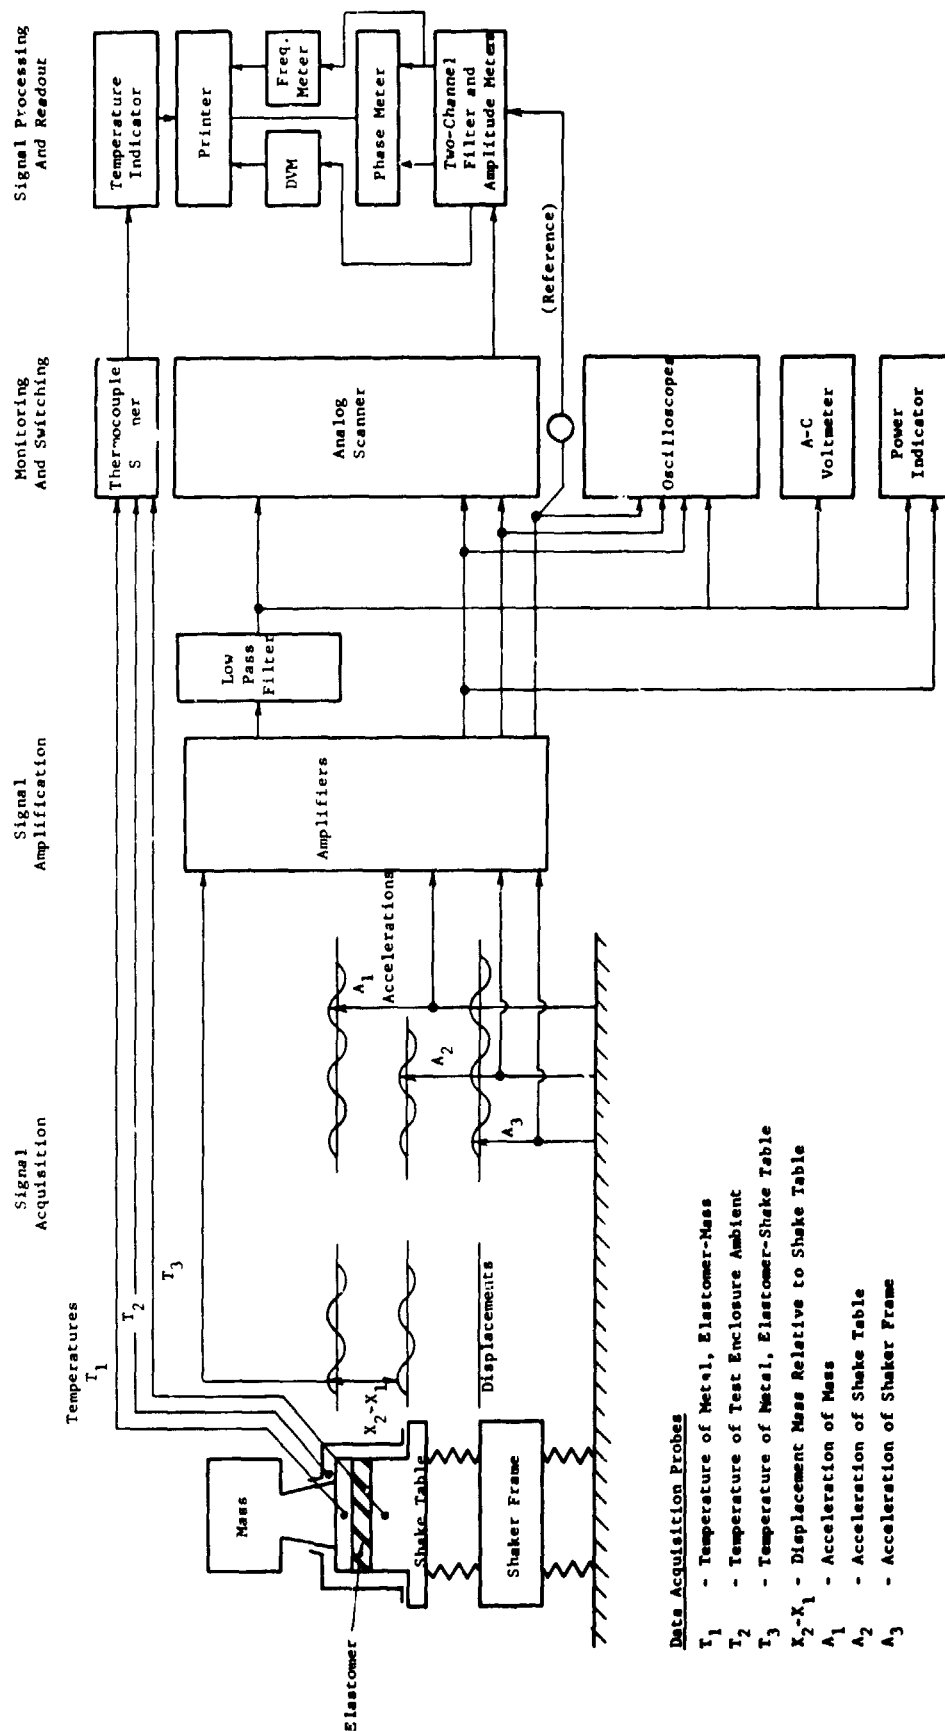 Signal
Acquisition
Signal
Amplification
Monitoring
And Switching
Signal Processing
And Readout
Temperatures
T1
T2
T3
Mass
Elastomer
Shake Table
Shaker Frame
X2-X1
Displacements
A1
Accelerations
A2
A3
Amplifiers
Low
Pass
Filter
Thermocouple
S ner
Analog
Scanner
(Reference)
Oscilloscopes
A-C
Voltmeter
Power
Indicator
Temperature
Indicator
Printer
DVM
Freq.
Meter
Phase Meter
Two-Channel
Filter and
Amplitude Meters
Data Acquisition Probes
T1 - Temperature of Metal, Elastomer-Mass
T2 - Temperature of Test Enclosure Ambient
T3 - Temperature of Metal, Elastomer-Shake Table
X2-X1 - Displacement Mass Relative to Shake Table
A1 - Acceleration of Mass
A2 - Acceleration of Shake Table
A3 - Acceleration of Shaker Frame